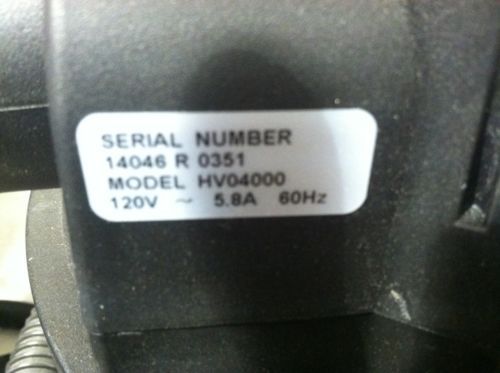 SERIAL NUMBER
14046 R 0351
MODEL HV04000
120V ~ 5.8A 60Hz